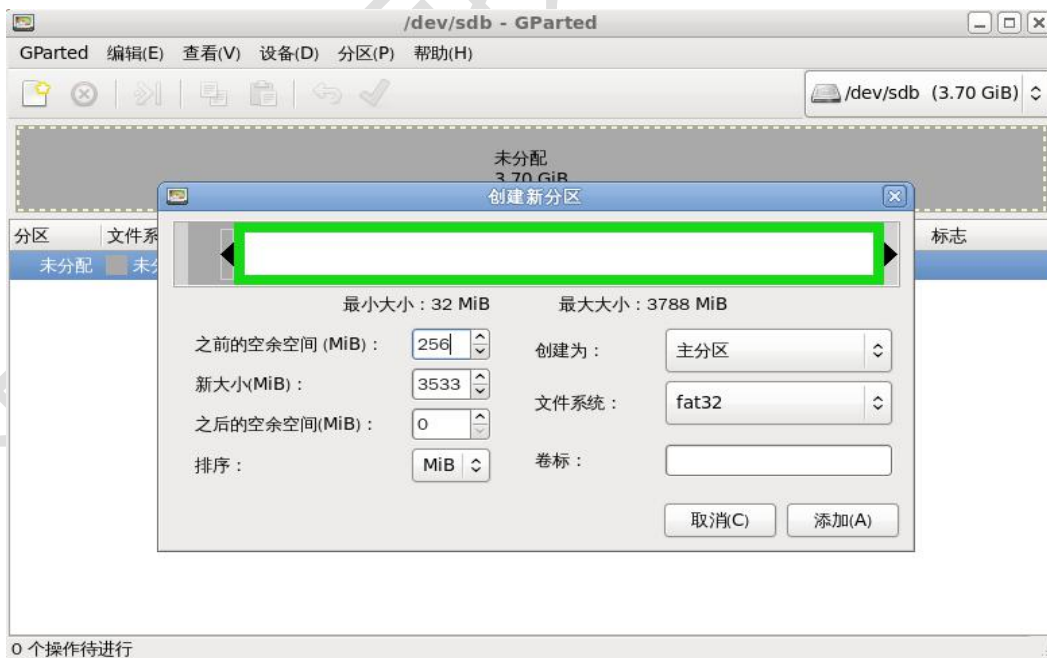 /dev/sdb - GParted
GParted 编辑(E) 查看(V) 设备(D) 分区(P) 帮助(H)
/dev/sdb (3.70 GiB)
未分配
3.70 GiB
创建新分区
分区 文件系 标志
未分配 未分
最小大小：32 MiB 最大大小：3788 MiB
之前的空余空间 (MiB)： 256 创建为： 主分区
新大小(MiB)： 3533
文件系统： fat32
之后的空余空间(MiB)： 0
排序： MiB 卷标：
取消(C) 添加(A)
0 个操作待进行